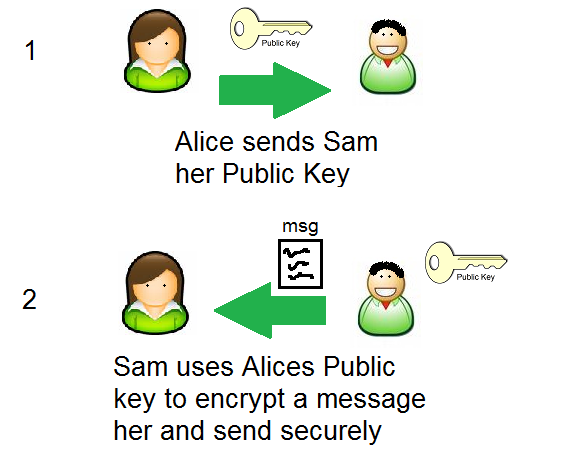 1
Public Key
Alice sends Sam
her Public Key
msg
2
Public Key
Sam uses Alices Public
key to encrypt a message
her and send securely